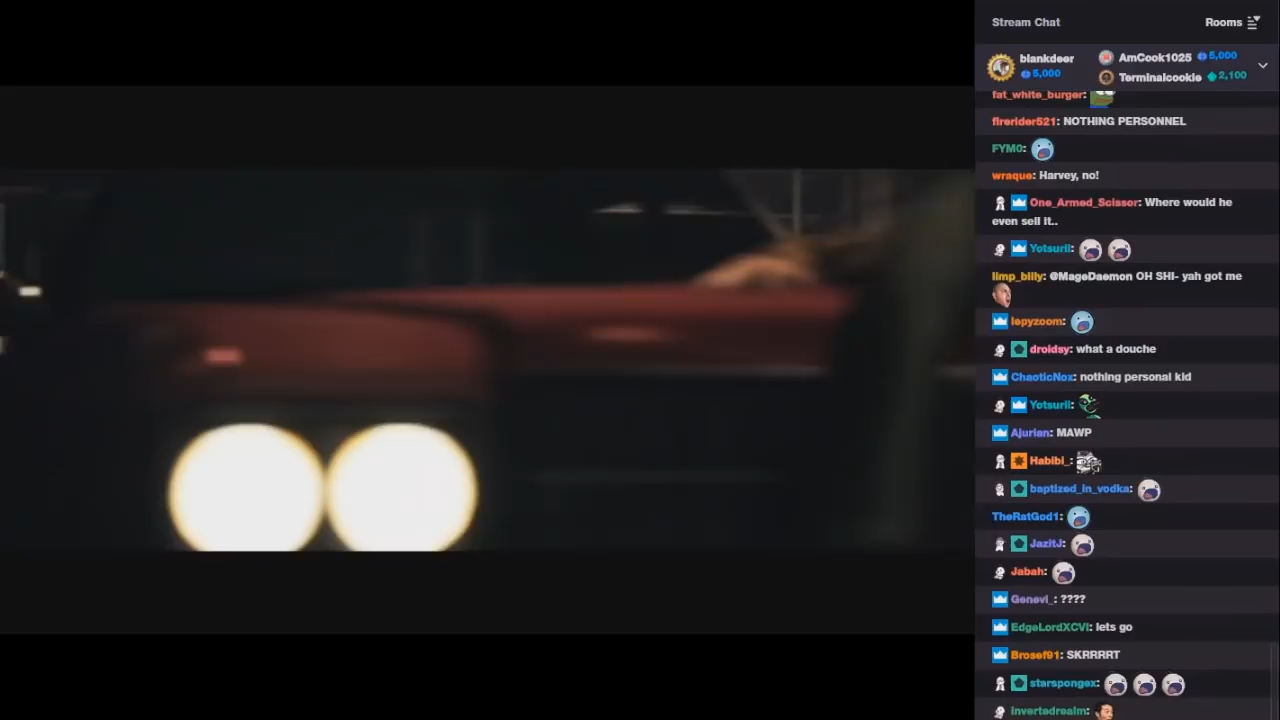 Stream Chat
Rooms
blankdeer
5,000
AmCook1025 5,000
Terminalcookie 2,100
fat_white_burger:
firerider521: NOTHING PERSONNEL
FYM0:
wraque: Harvey, no!
One_Armed_Scissor: Where would he
even sell it..
Yotsurii:
limp_billy: @MageDaemon OH SHI- yah got me
lepyzoom:
droidsy: what a douche
ChaoticNox: nothing personal kid
Yotsurii:
Ajurian: MAWP
Habibi_:
baptized_in_vodka:
TheRatGod1:
JazitJ:
Jabah:
Genevi_: ????
EdgeLordXCVI: lets go
Brosef91: SKRRRRT
starspongex:
invertedrealm: